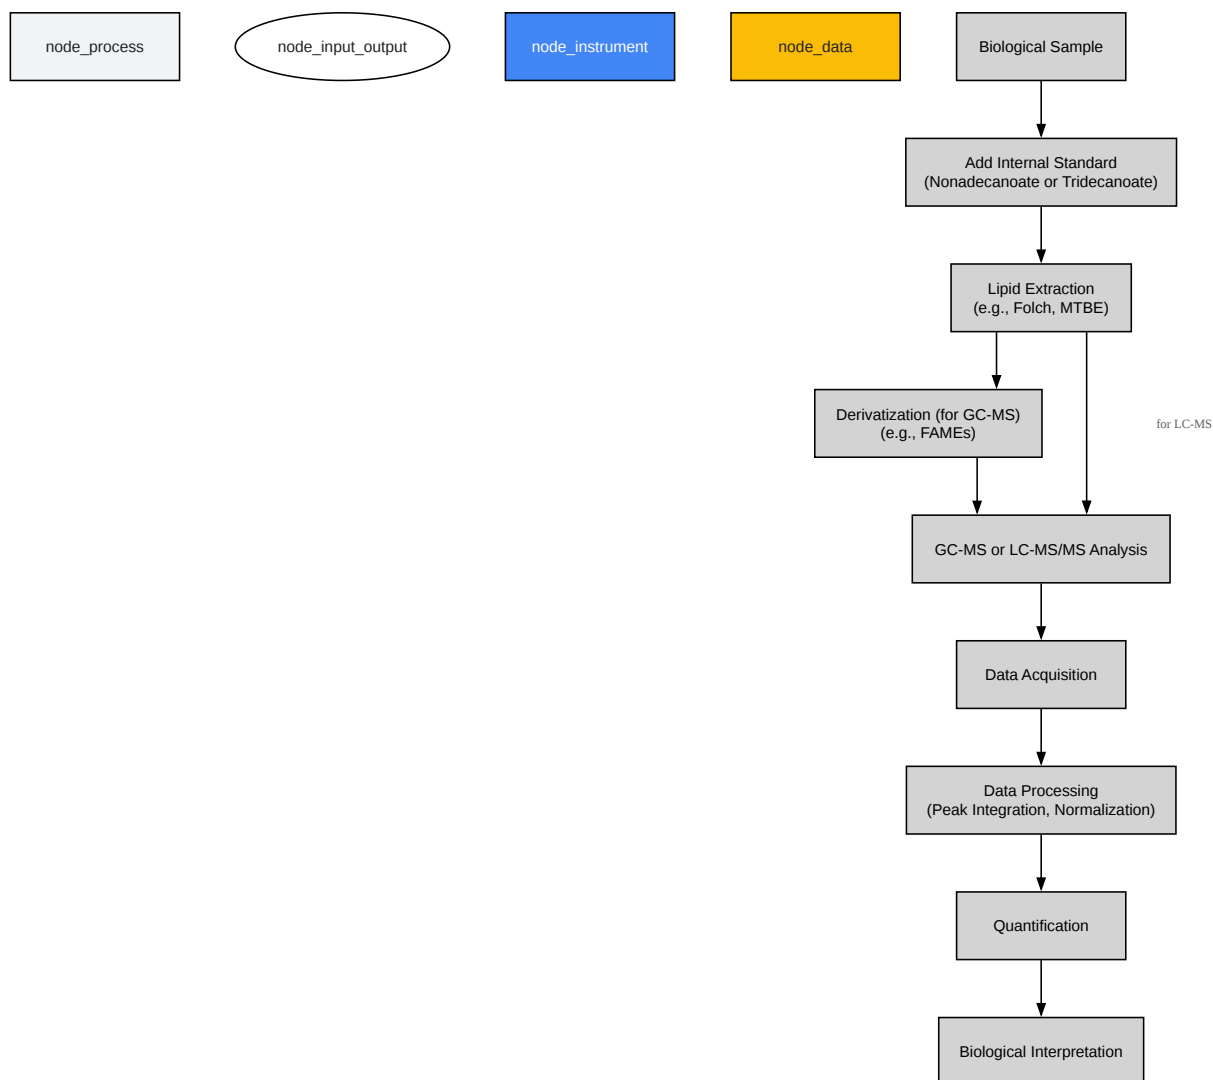 node_process
node_input_output
node_instrument
node_data
Biological Sample
Add Internal Standard
(Nonadecanoate or Tridecanoate)
Lipid Extraction
(e.g., Folch, MTBE)
Derivatization (for GC-MS)
(e.g., FAMEs)
for LC-MS
GC-MS or LC-MS/MS Analysis
Data Acquisition
Data Processing
(Peak Integration, Normalization)
Quantification
Biological Interpretation